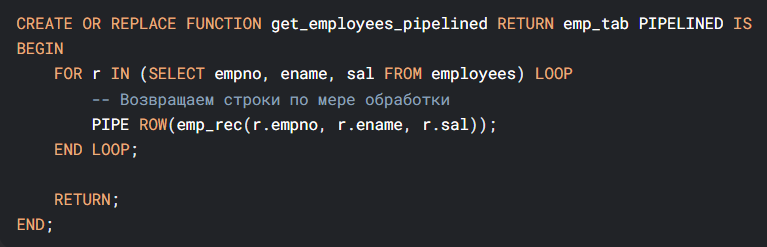 CREATE OR REPLACE FUNCTION get_employees_pipelined RETURN emp_tab PIPELINED IS
BEGIN
    FOR r IN (SELECT empno, ename, sal FROM employees) LOOP
        -- Возвращаем строки по мере обработки
        PIPE ROW(emp_rec(r.empno, r.ename, r.sal));
    END LOOP;

    RETURN;
END;